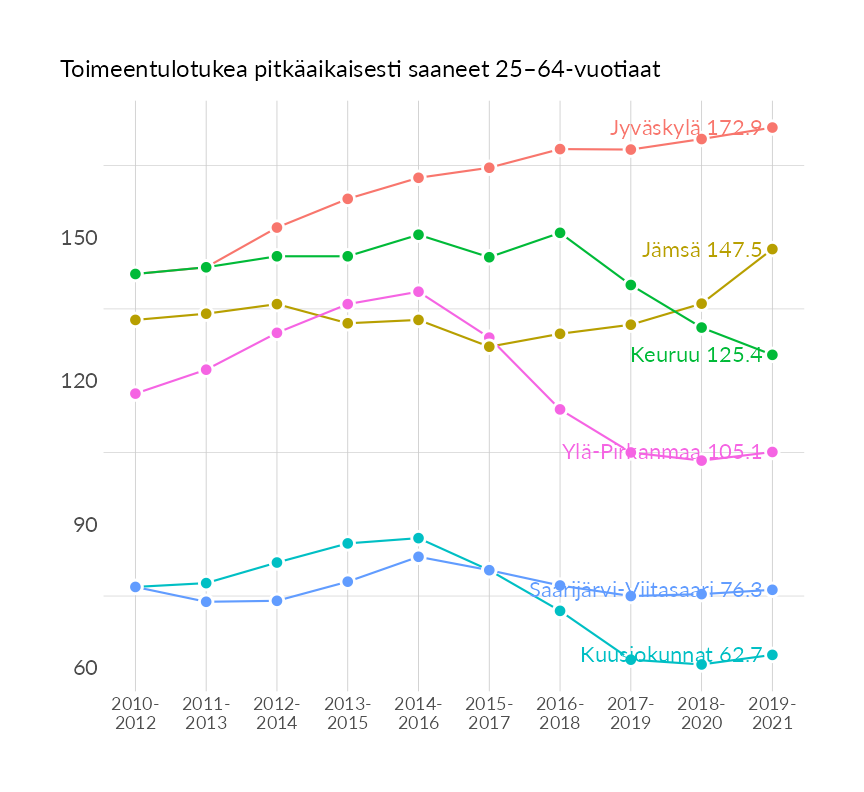 Toimeentulotukea pitkäaikaisesti saaneet 25–64-vuotiaat
Jyväskylä 172.9
150
Jämsä 147.5
Keuruu 125.4
120
Ylä-Pirkanmaa 105.1
90
Saarijärvi-Viitasaari 76.3
Kuusiokunnat 62.7
60
2010- 2011- 2012- 2013- 2014- 2015- 2016- 2017- 2018- 2019-
2012 2013 2014 2015 2016 2017 2018 2019 2020 2021